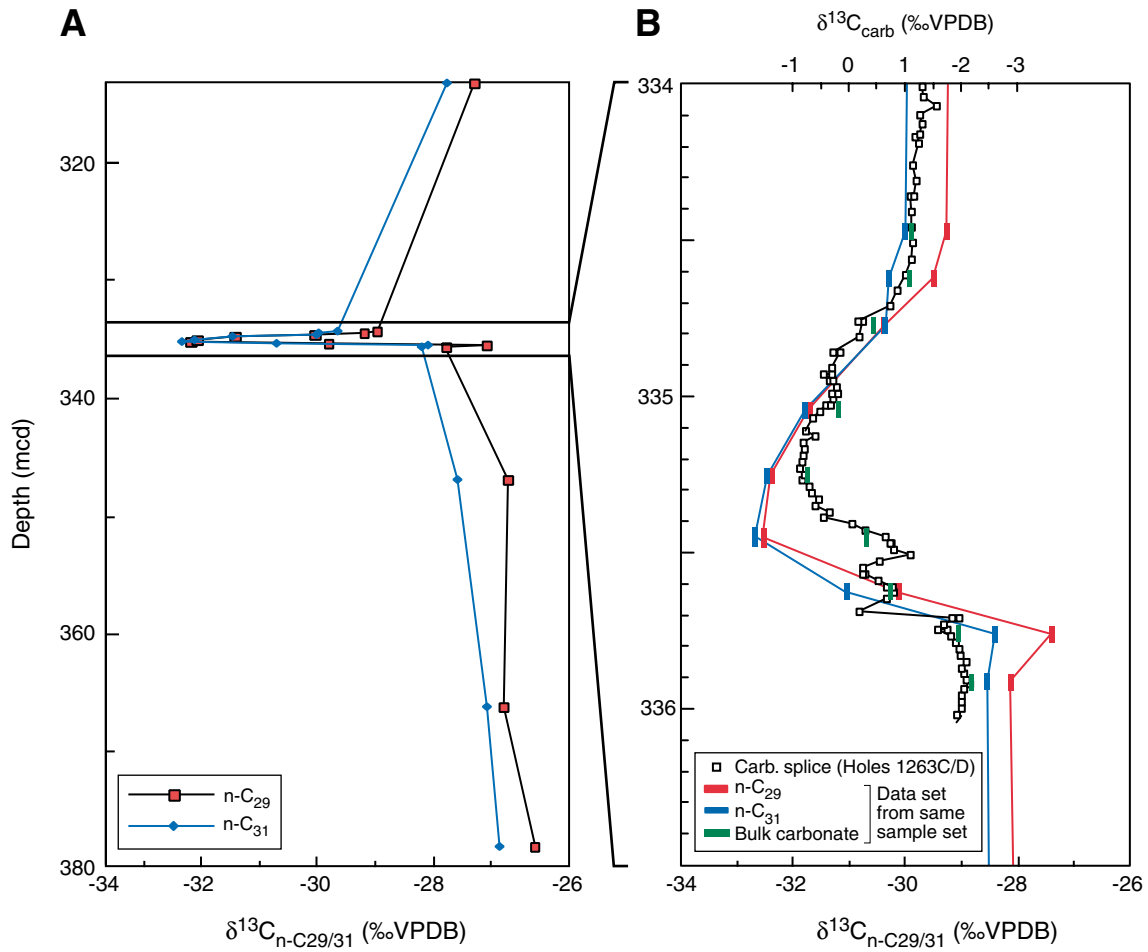 A
320
340
360
380
Depth (mcd)
n-C29
n-C31
-34
-30
-28
-26
δ13Cn-C29/31 (‰VPDB)
B
δ13Ccarb (‰VPDB)
-1
0
1
-2
-3
334
335
336
Carb. splice (Holes 1263C/D)
n-C29
n-C31
Bulk carbonate
Data set
from same
sample set
-34
-32
-30
-28
-26
δ13Cn-C29/31 (‰VPDB)